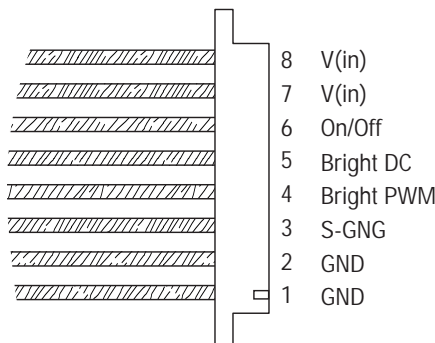 8 V(in)
7 V(in)
6 On/Off
5 Bright DC
4 Bright PWM
3 S-GNG
2 GND
1 GND